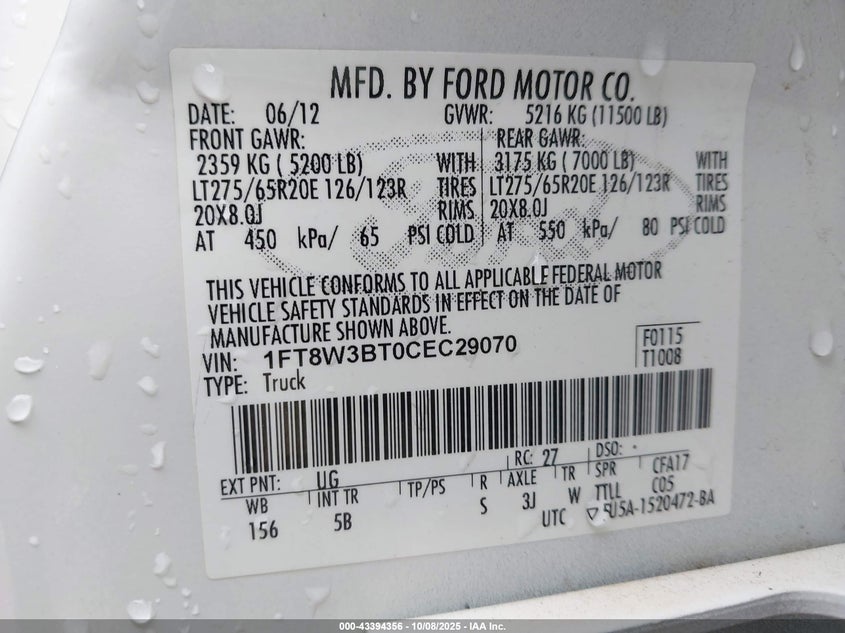 MFD. BY FORD MOTOR CO.
DATE: 06/12 GVWR: 5216 KG (11500 LB)
FRONT GAWR: REAR GAWR:
2359 KG ( 5200 LB) WITH 3175 KG ( 7000 LB) WITH
LT275/65R20E 126/123R TIRES LT275/65R20E 126/123R TIRES
20X8.0J RIMS 20X8.0J RIMS
AT 450 kPa/ 65 PSI COLD AT 550 kPa/ 80 PSI COLD
THIS VEHICLE CONFORMS TO ALL APPLICABLE FEDERAL MOTOR
VEHICLE SAFETY STANDARDS IN EFFECT ON THE DATE OF
MANUFACTURE SHOWN ABOVE.
VIN: 1FT8W3BT0CEC29070 F0115
TYPE: Truck T1008
EXT PNT: UG RC: 27 DSO:
WB INT TR TP/PS R AXLE TR SPR CFA17
156 5B S 3J W TTLL C05
UTC 5U5A-1520472-BA
000-43394356 - 10/08/2025 - IAA Inc.